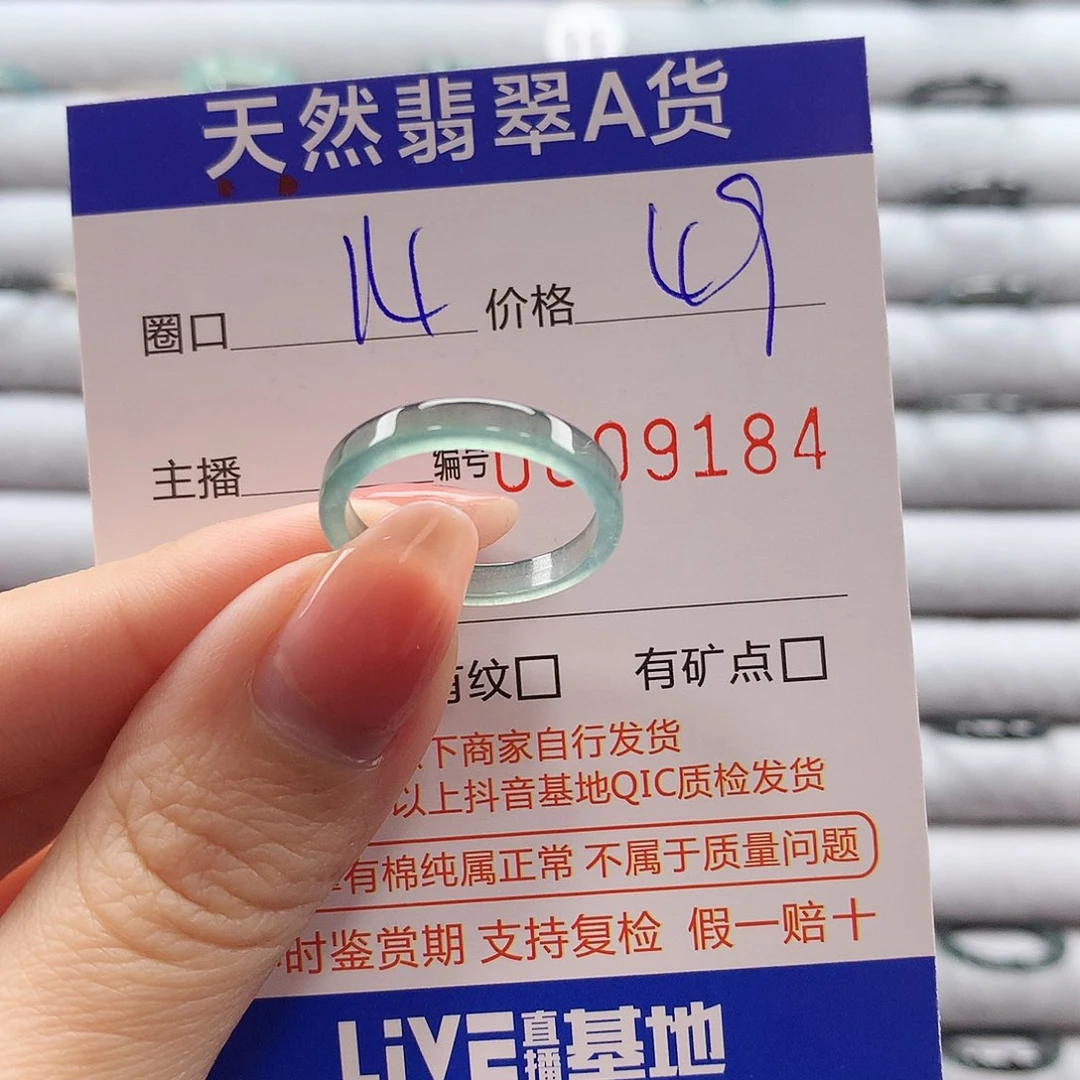 天然翡翠A货
圈口 14 价格 49
主播 编号 09184
有纹□ 有矿点□
下商家自行发货
以上抖音基地QIC质检发货
有棉纯属正常 不属于质量问题
时鉴赏期 支持复检 假一赔十
LIVE直播基地